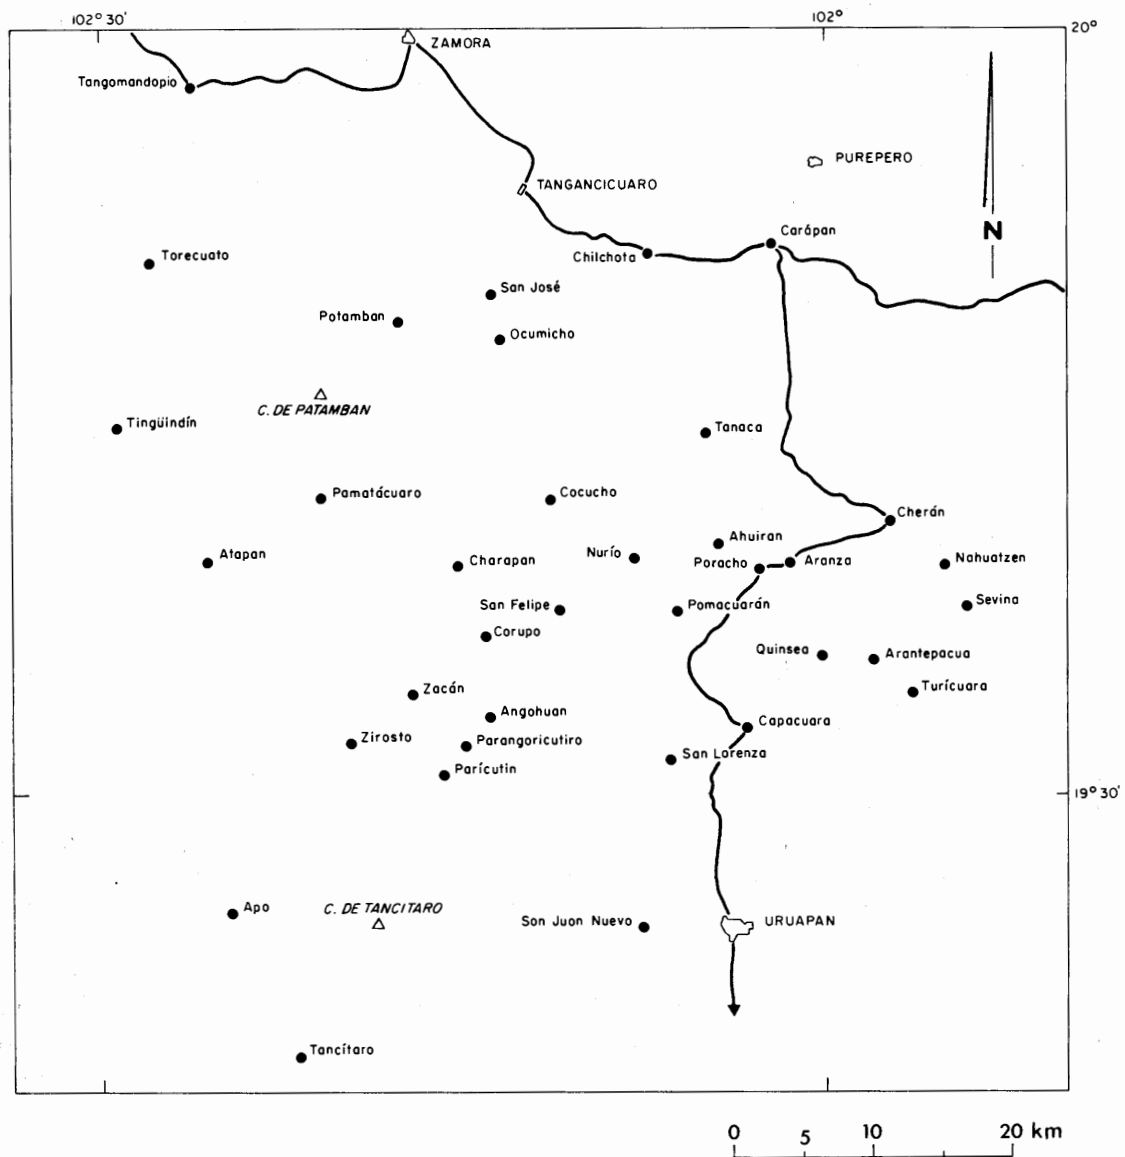 102° 30'
102°
20°
ZAMORA
Tangomandopio
PUREPERO
TANGANCICUARO
N
Carápan
Chilchota
Torecuato
San José
Potamban
Ocumicho
C. DE PATAMBAN
Tingüindín
Tanaca
Pamatácuaro
Cocucho
Cherán
Ahuiran
Atapan
Nurío
Charapan
Poracho
Aranza
Nahuatzen
San Felipe
Pomacuarán
Sevina
Corupo
Quinsea
Arantepacua
Zacán
Turícuara
Angohuan
Capacuara
Zirosto
Parangoricutiro
San Lorenza
Parícutin
19° 30'
Apo
C. DE TANCITARO
Son Juon Nuevo
URUAPAN
Tancítaro
0 5 10 20 km